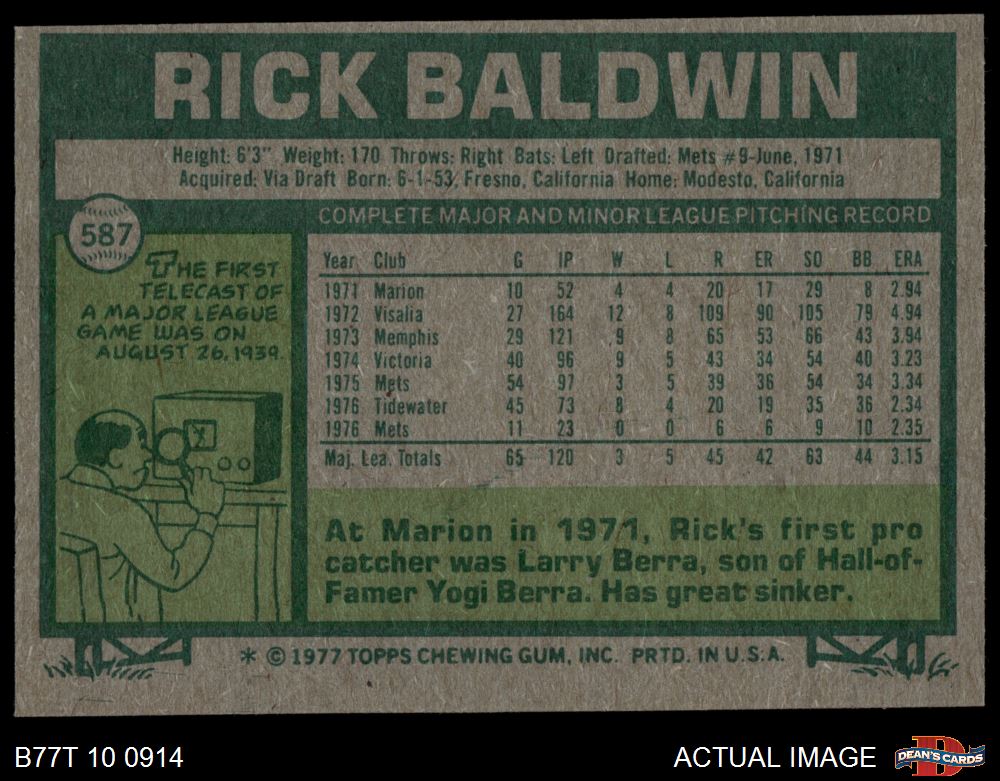 RICK BALDWIN
Height: 6'3" Weight: 170 Throws: Right Bats: Left Drafted: Mets #9-June, 1971
Acquired: Via Draft Born: 6-1-53, Fresno, California Home: Modesto, California
587
COMPLETE MAJOR AND MINOR LEAGUE PITCHING RECORD
THE FIRST
TELECAST OF
A MAJOR LEAGUE
GAME WAS ON
AUGUST 26, 1939.
Year Club G IP W L R ER SO BB ERA
1971 Marion 10 52 4 4 20 17 29 8 2.94
1972 Visalia 27 164 12 8 109 90 105 79 4.94
1973 Memphis 29 121 9 8 65 53 66 43 3.94
1974 Victoria 40 96 9 5 43 34 54 40 3.23
1975 Mets 54 97 3 5 39 36 54 34 3.34
1976 Tidewater 45 73 8 4 20 19 35 36 2.34
1976 Mets 11 23 0 0 6 6 9 10 2.35
Maj. Lea. Totals 65 120 3 5 45 42 63 44 3.15
At Marion in 1971, Rick's first pro
catcher was Larry Berra, son of Hall-of-
Famer Yogi Berra. Has great sinker.
* © 1977 TOPPS CHEWING GUM, INC. PRTD. IN U.S.A.
B77T 10 0914
ACTUAL IMAGE
DEAN'S CARDS